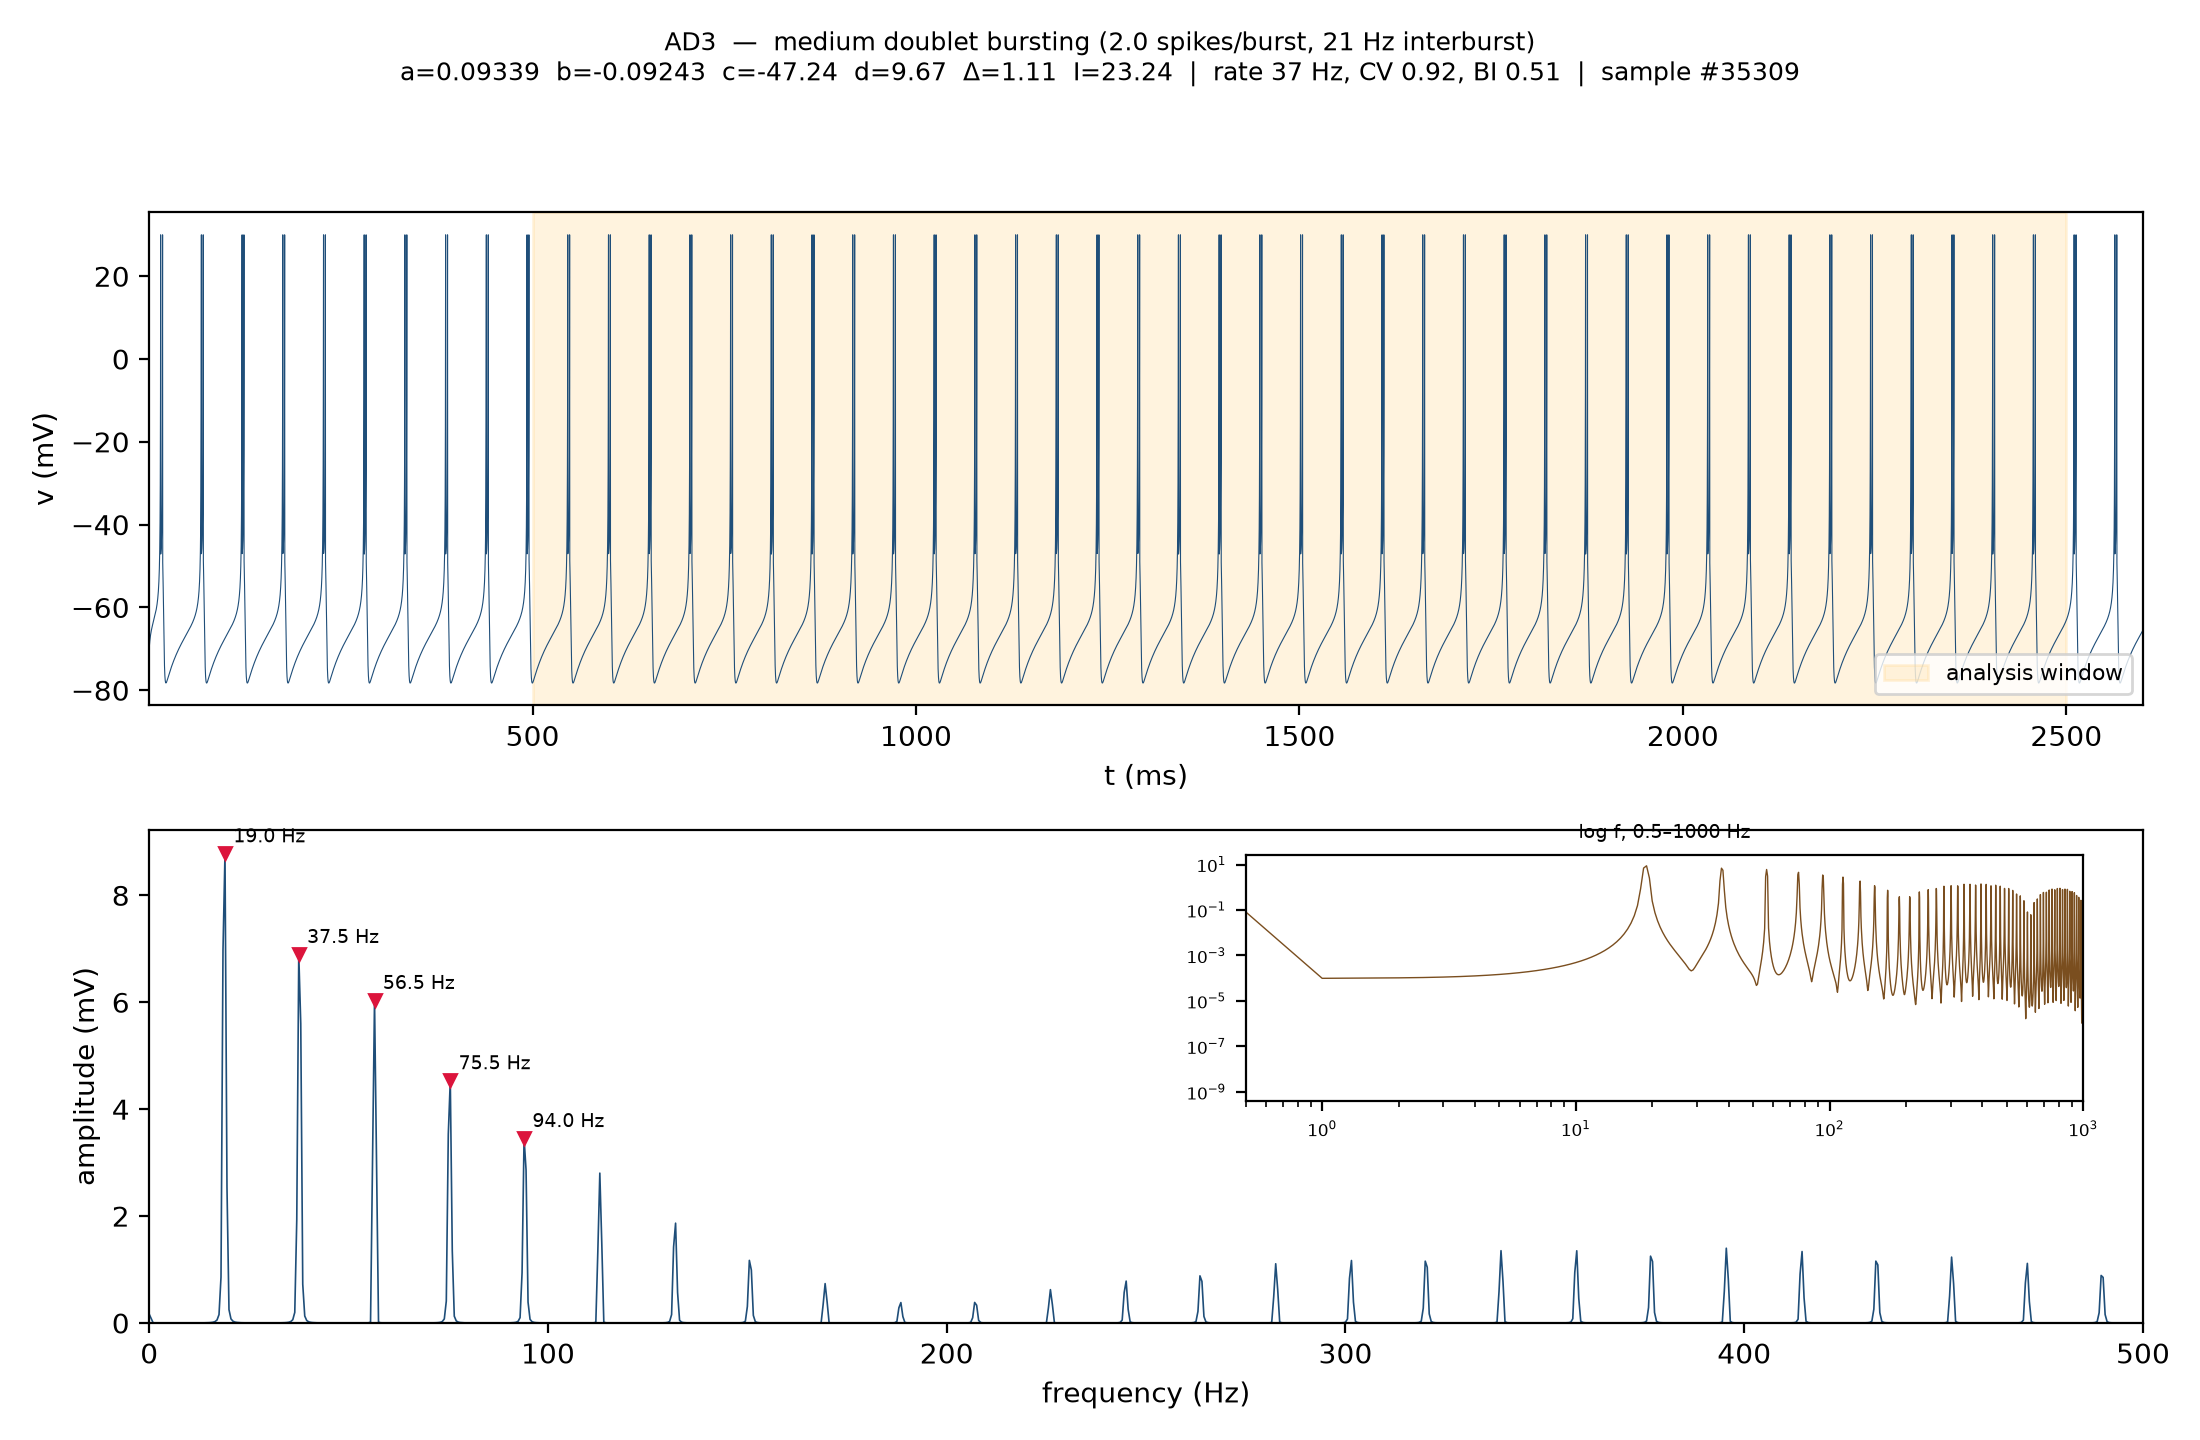 AD3 — medium doublet bursting (2.0 spikes/burst, 21 Hz interburst)
a=0.09339 b=-0.09243 c=-47.24 d=9.67 Δ=1.11 I=23.24 | rate 37 Hz, CV 0.92, BI 0.51 | sample #35309
20
0
−20
−40
−60
−80
v (mV)
analysis window
500
1000
1500
2000
2500
t (ms)
19.0 Hz
37.5 Hz
56.5 Hz
75.5 Hz
94.0 Hz
8
6
4
2
0
amplitude (mV)
log f, 0.5–1000 Hz
10¹
10⁻¹
10⁻³
10⁻⁵
10⁻⁷
10⁻⁹
10⁰
10¹
10²
10³
0
100
200
300
400
500
frequency (Hz)